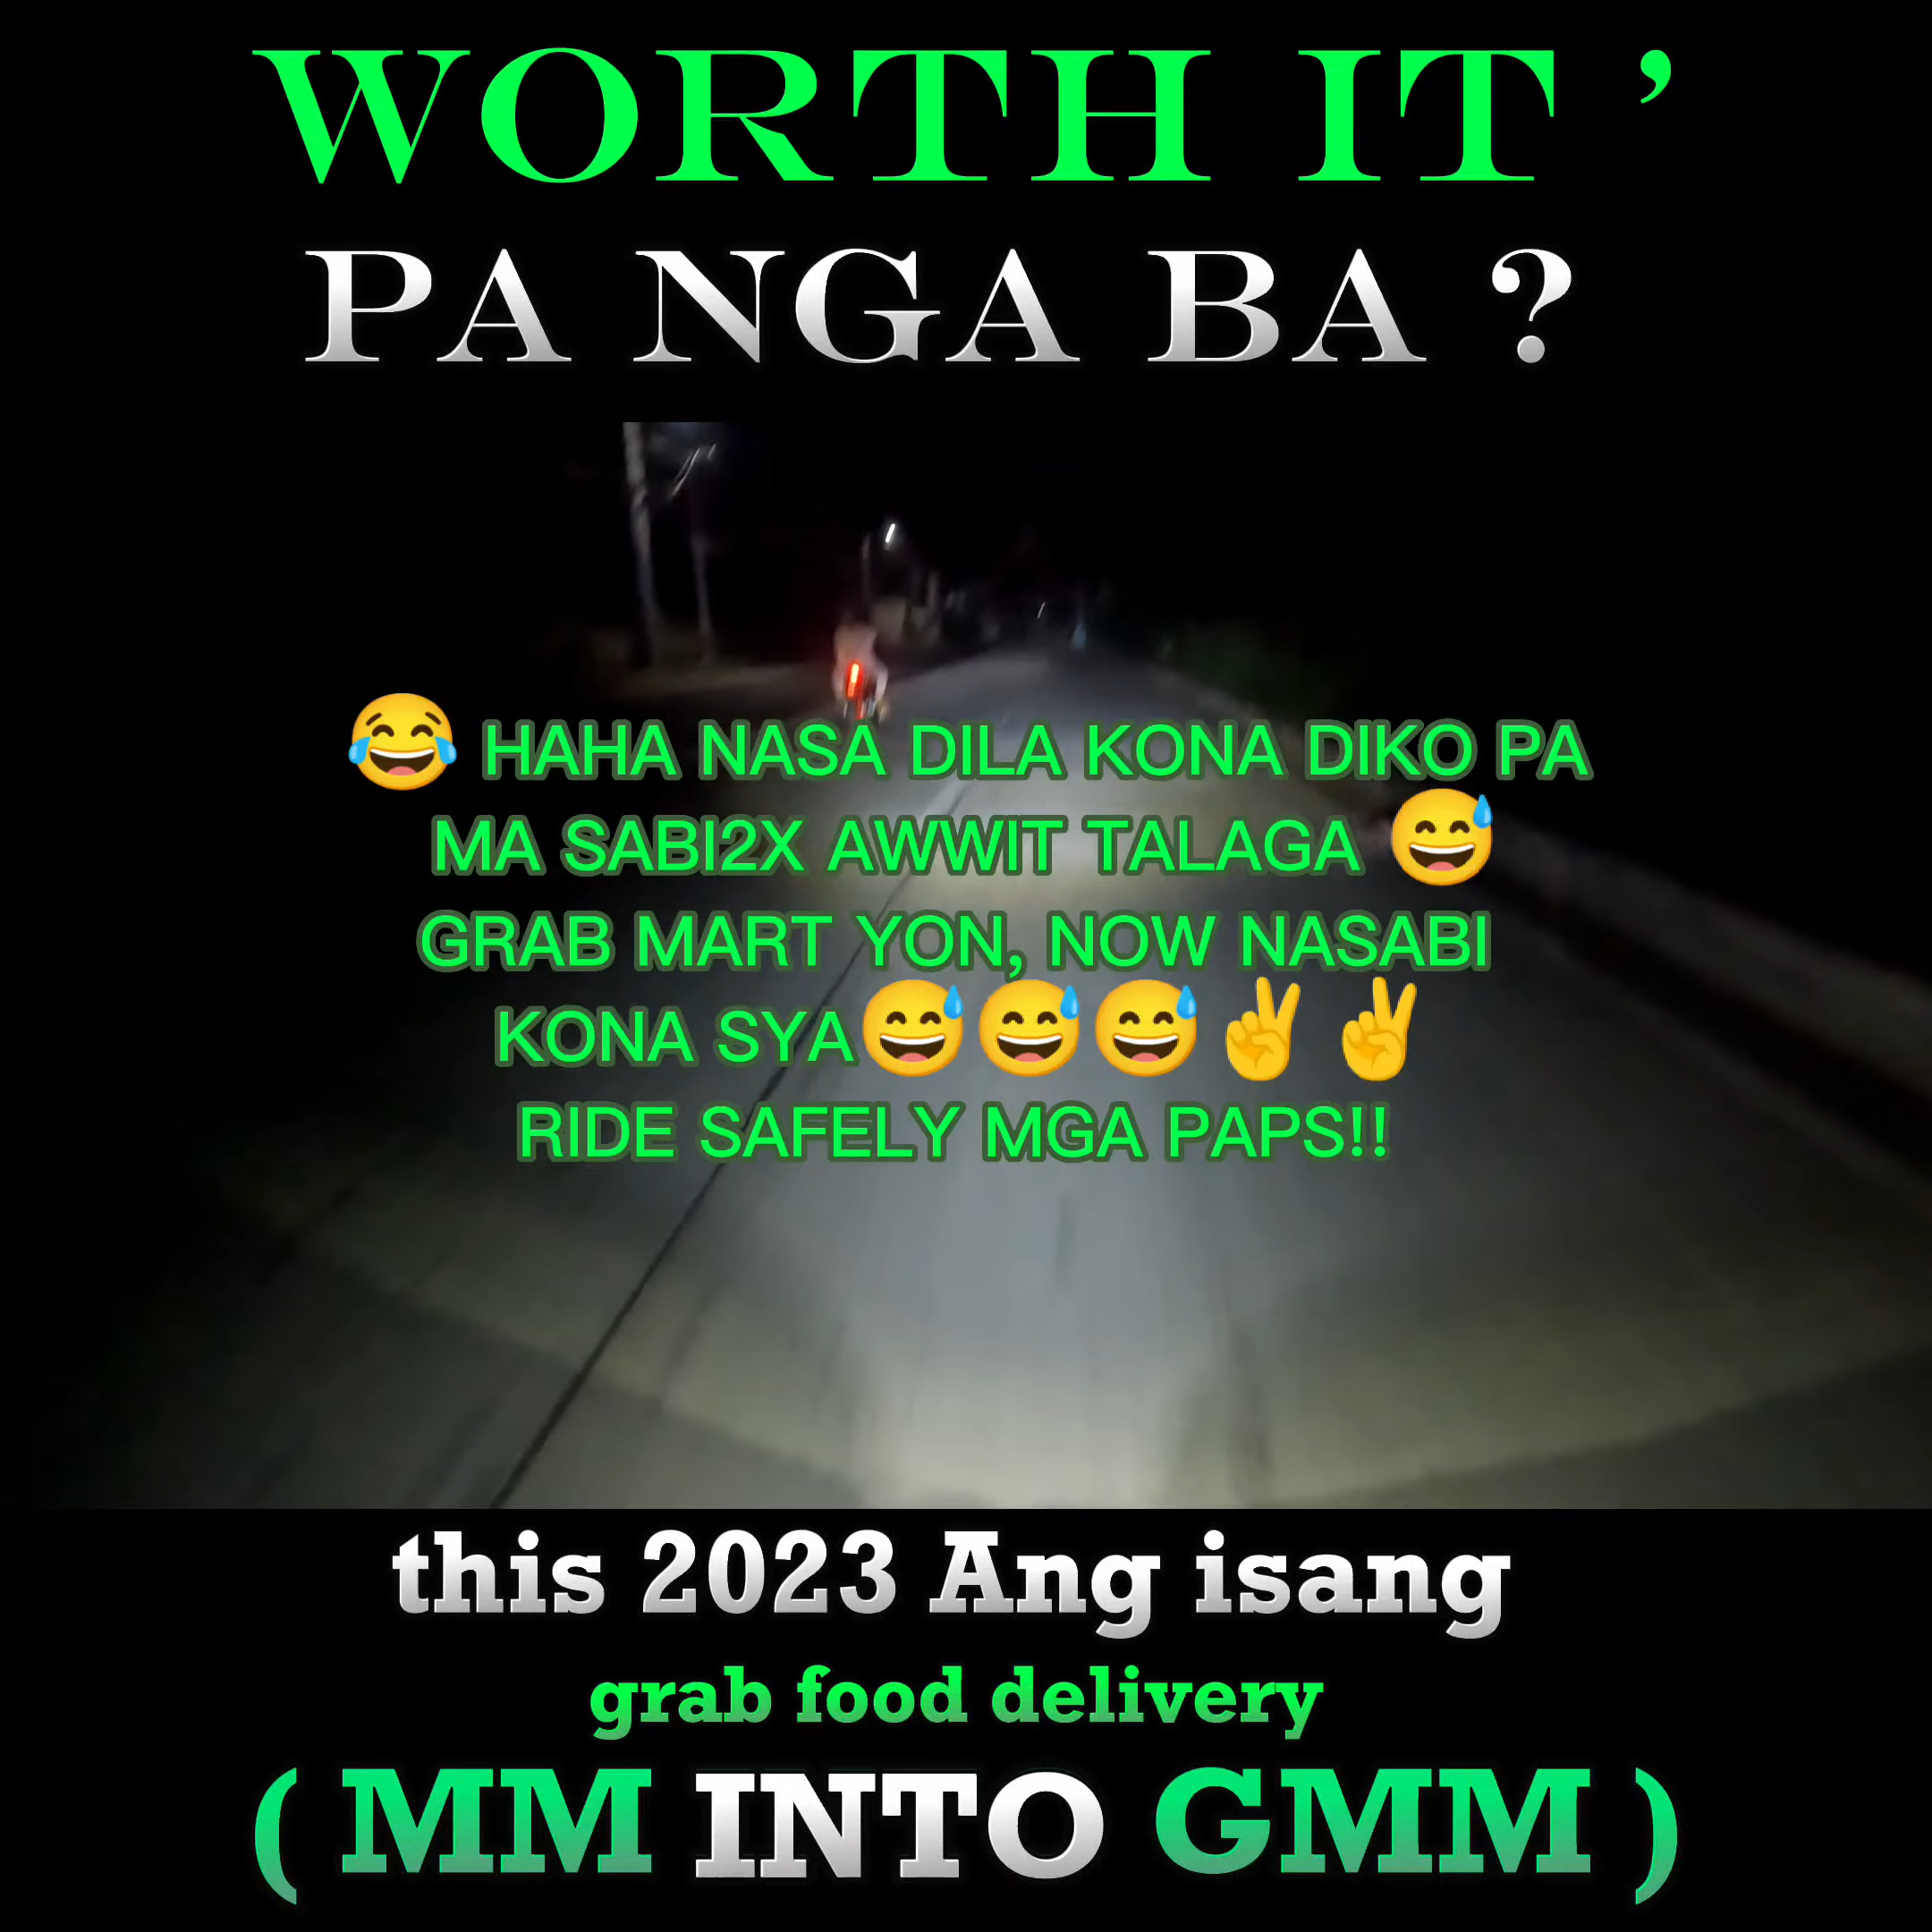 WORTH IT ’
PA NGA BA ?
😂 HAHA NASA DILA KONA DIKO PA
MA SABI2X AWWIT TALAGA 😅
GRAB MART YON, NOW NASABI
KONA SYA😅😅😅✌️✌️
RIDE SAFELY MGA PAPS!!
this 2023 Ang isang
grab food delivery
( MM INTO GMM )